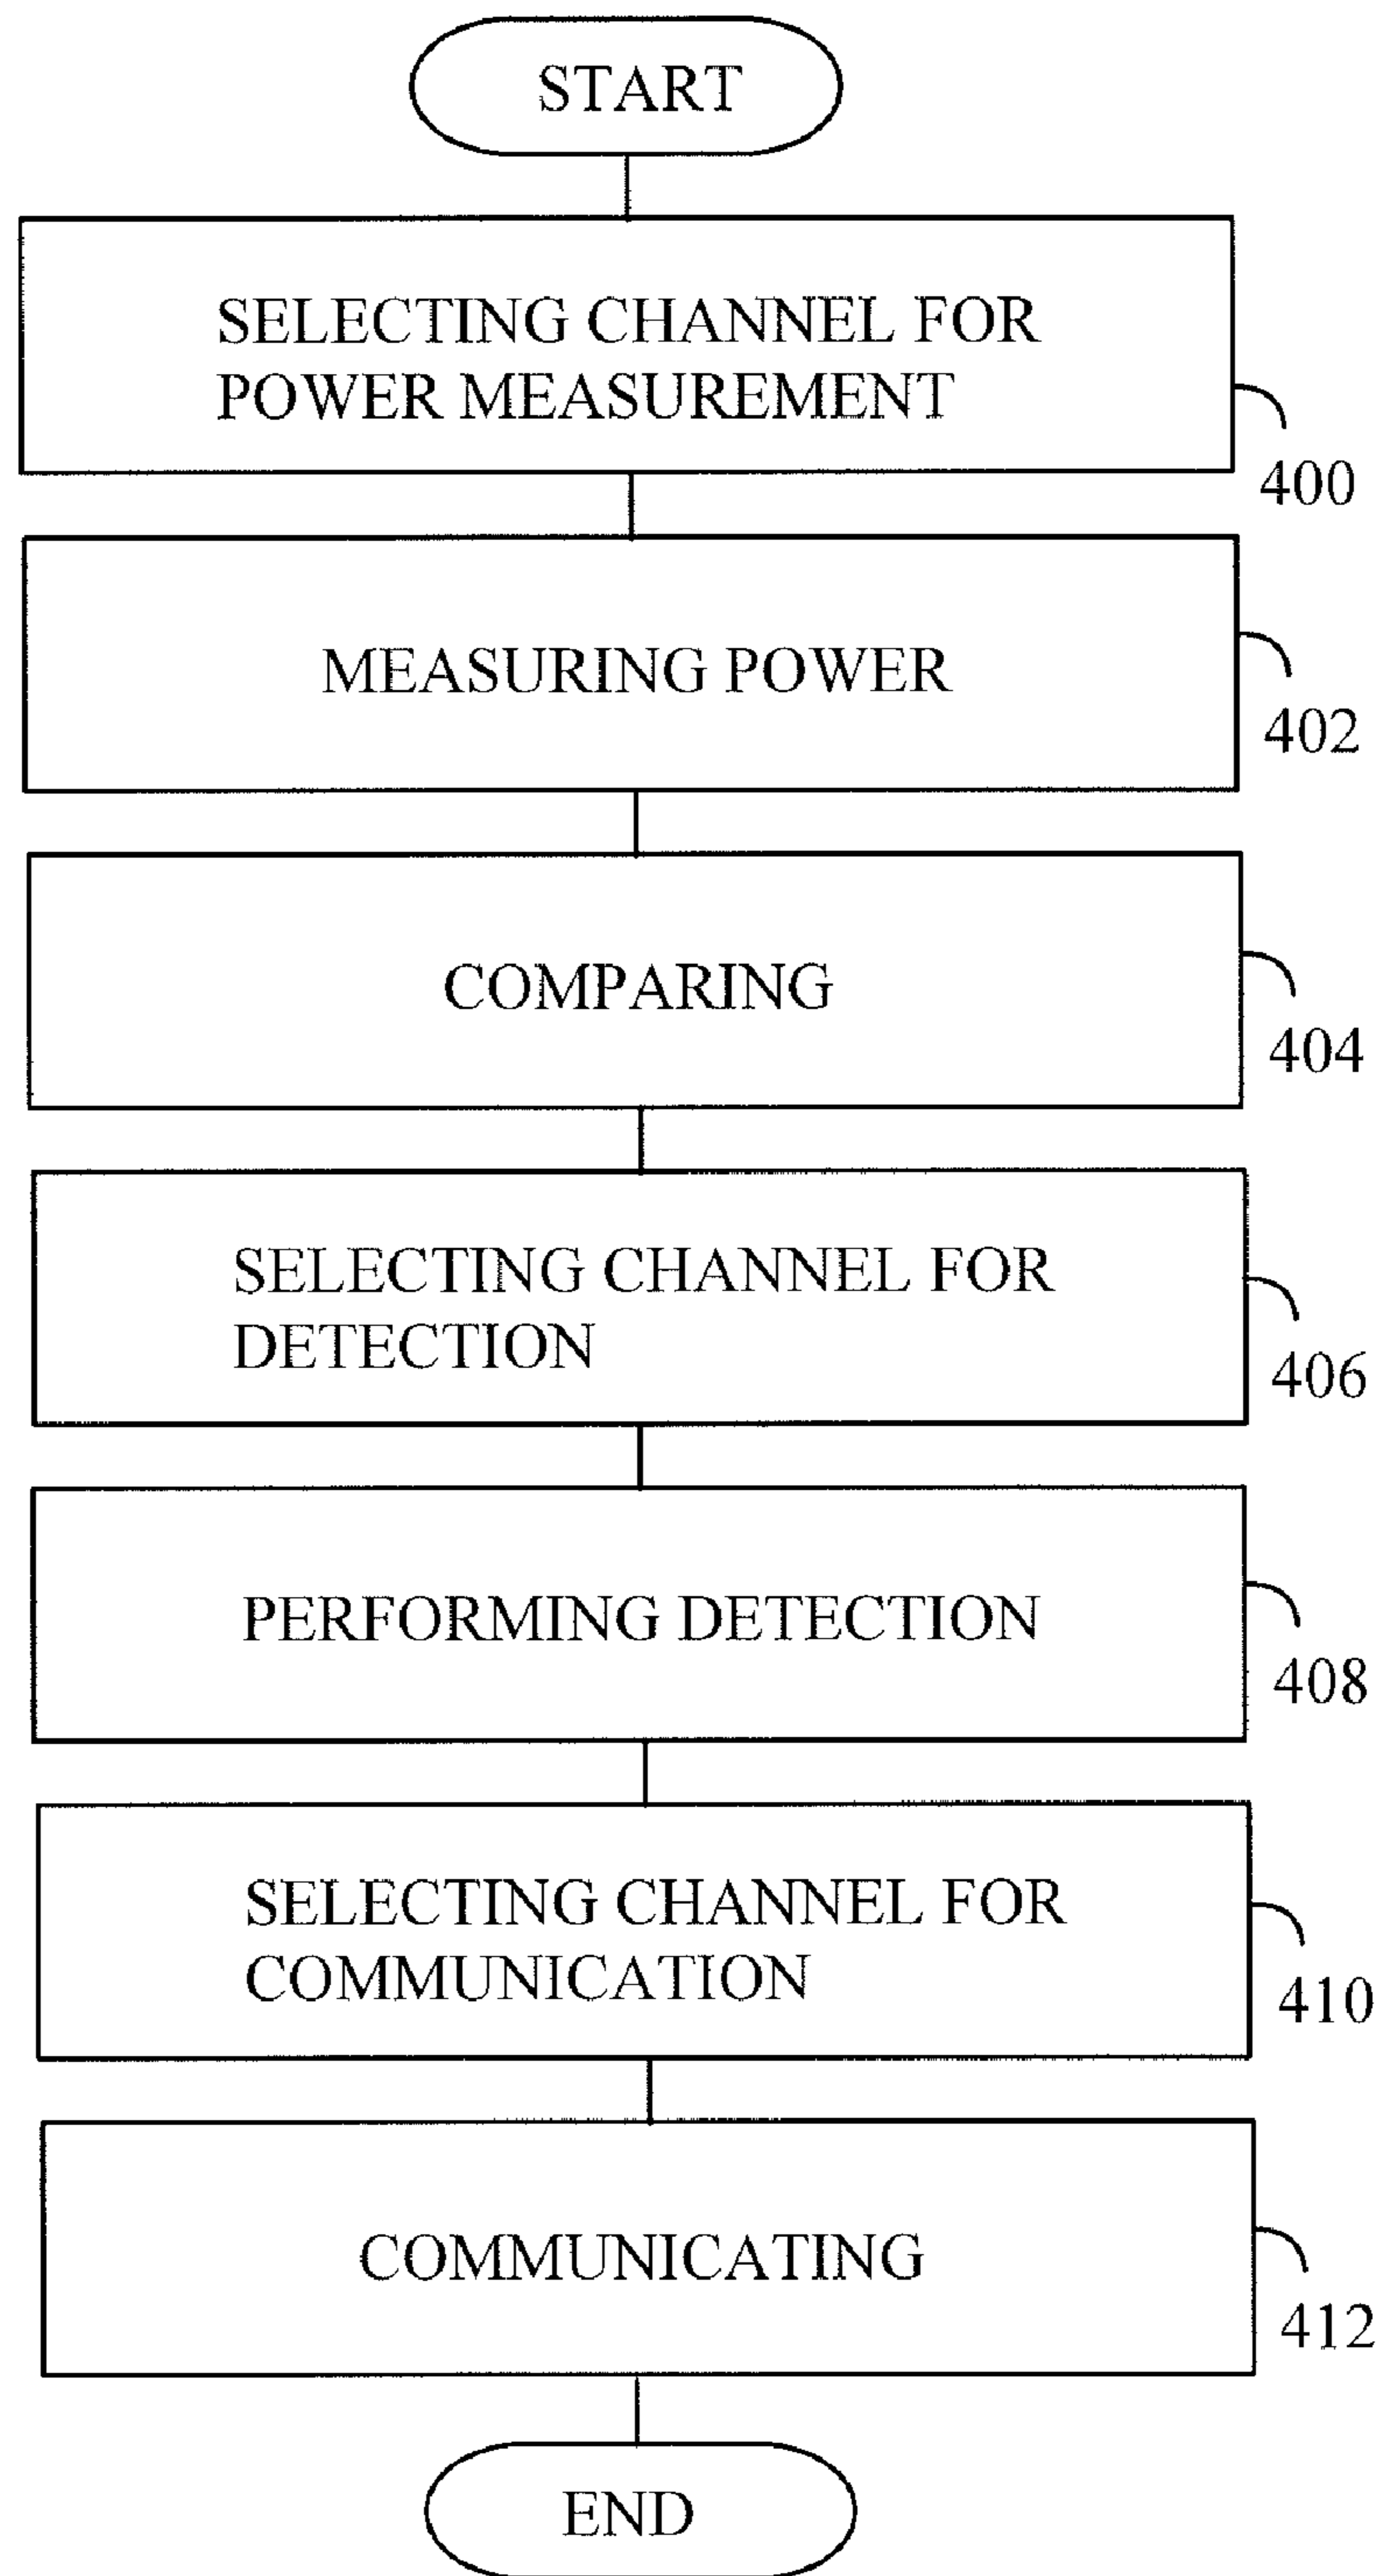 START
SELECTING CHANNEL FOR
POWER MEASUREMENT
400
MEASURING POWER
402
COMPARING
404
SELECTING CHANNEL FOR
DETECTION
406
PERFORMING DETECTION
408
SELECTING CHANNEL FOR
COMMUNICATION
410
COMMUNICATING
412
END